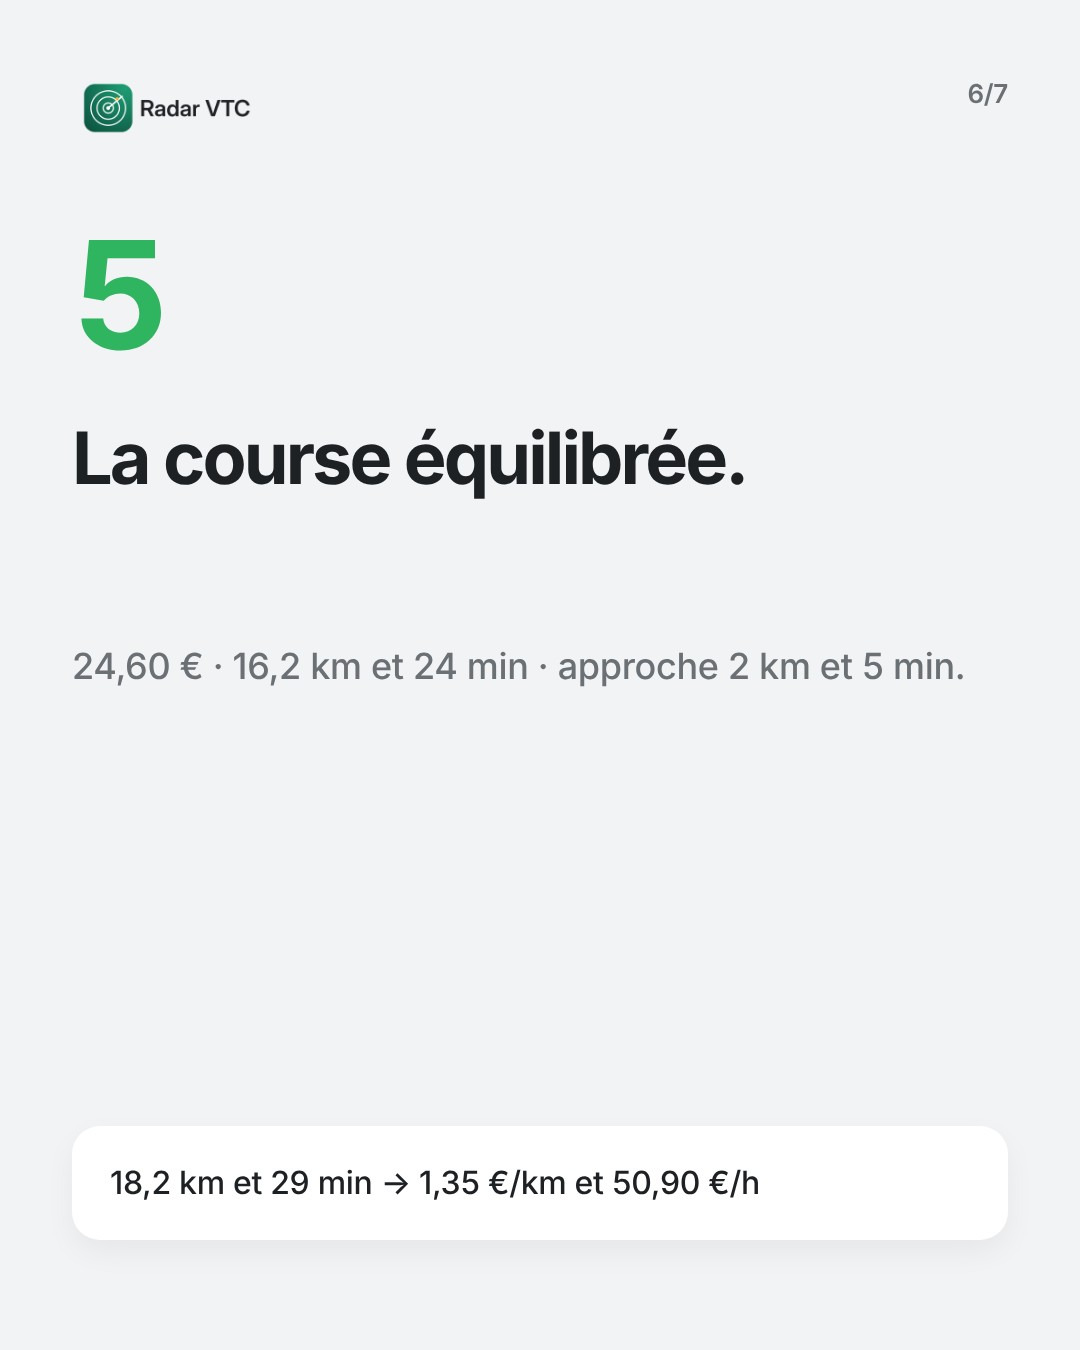 Radar VTC
6/7
5
La course équilibrée.
24,60 € · 16,2 km et 24 min · approche 2 km et 5 min.
18,2 km et 29 min → 1,35 €/km et 50,90 €/h